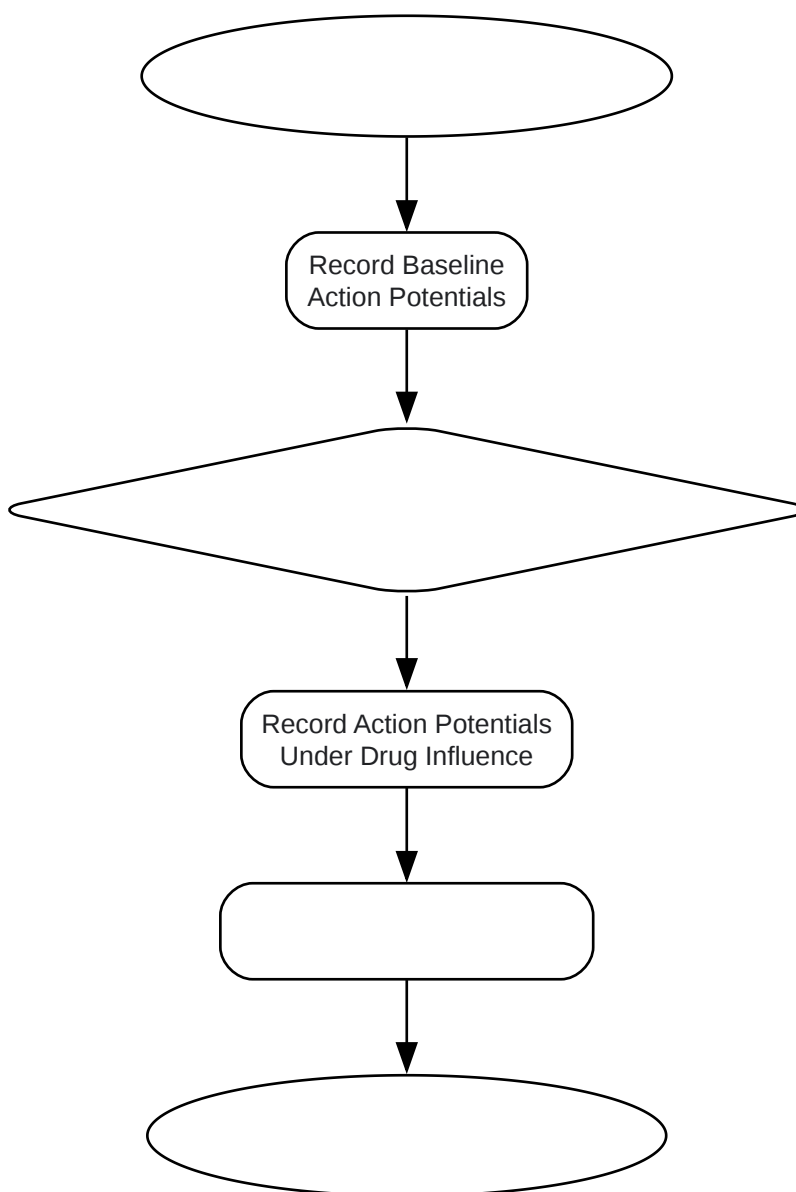 Record Baseline
Action Potentials
Record Action Potentials
Under Drug Influence